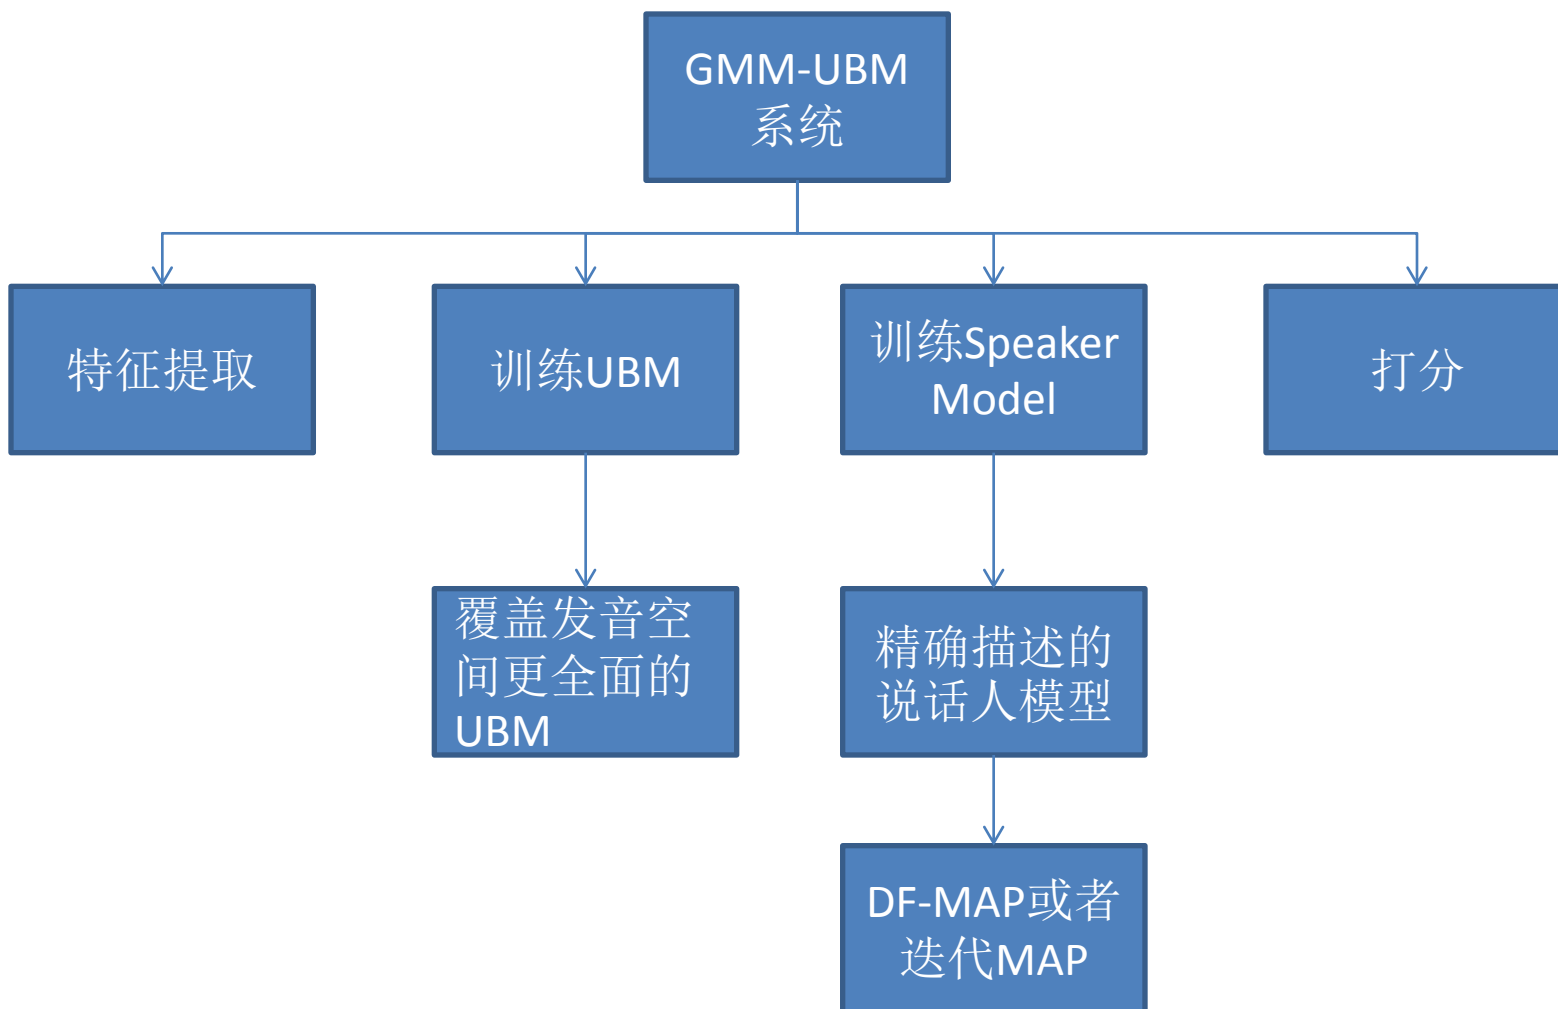 GMM-UBM
系统
特征提取
训练UBM
训练Speaker
Model
打分
覆盖发音空
间更全面的
UBM
精确描述的
说话人模型
DF-MAP或者
迭代MAP